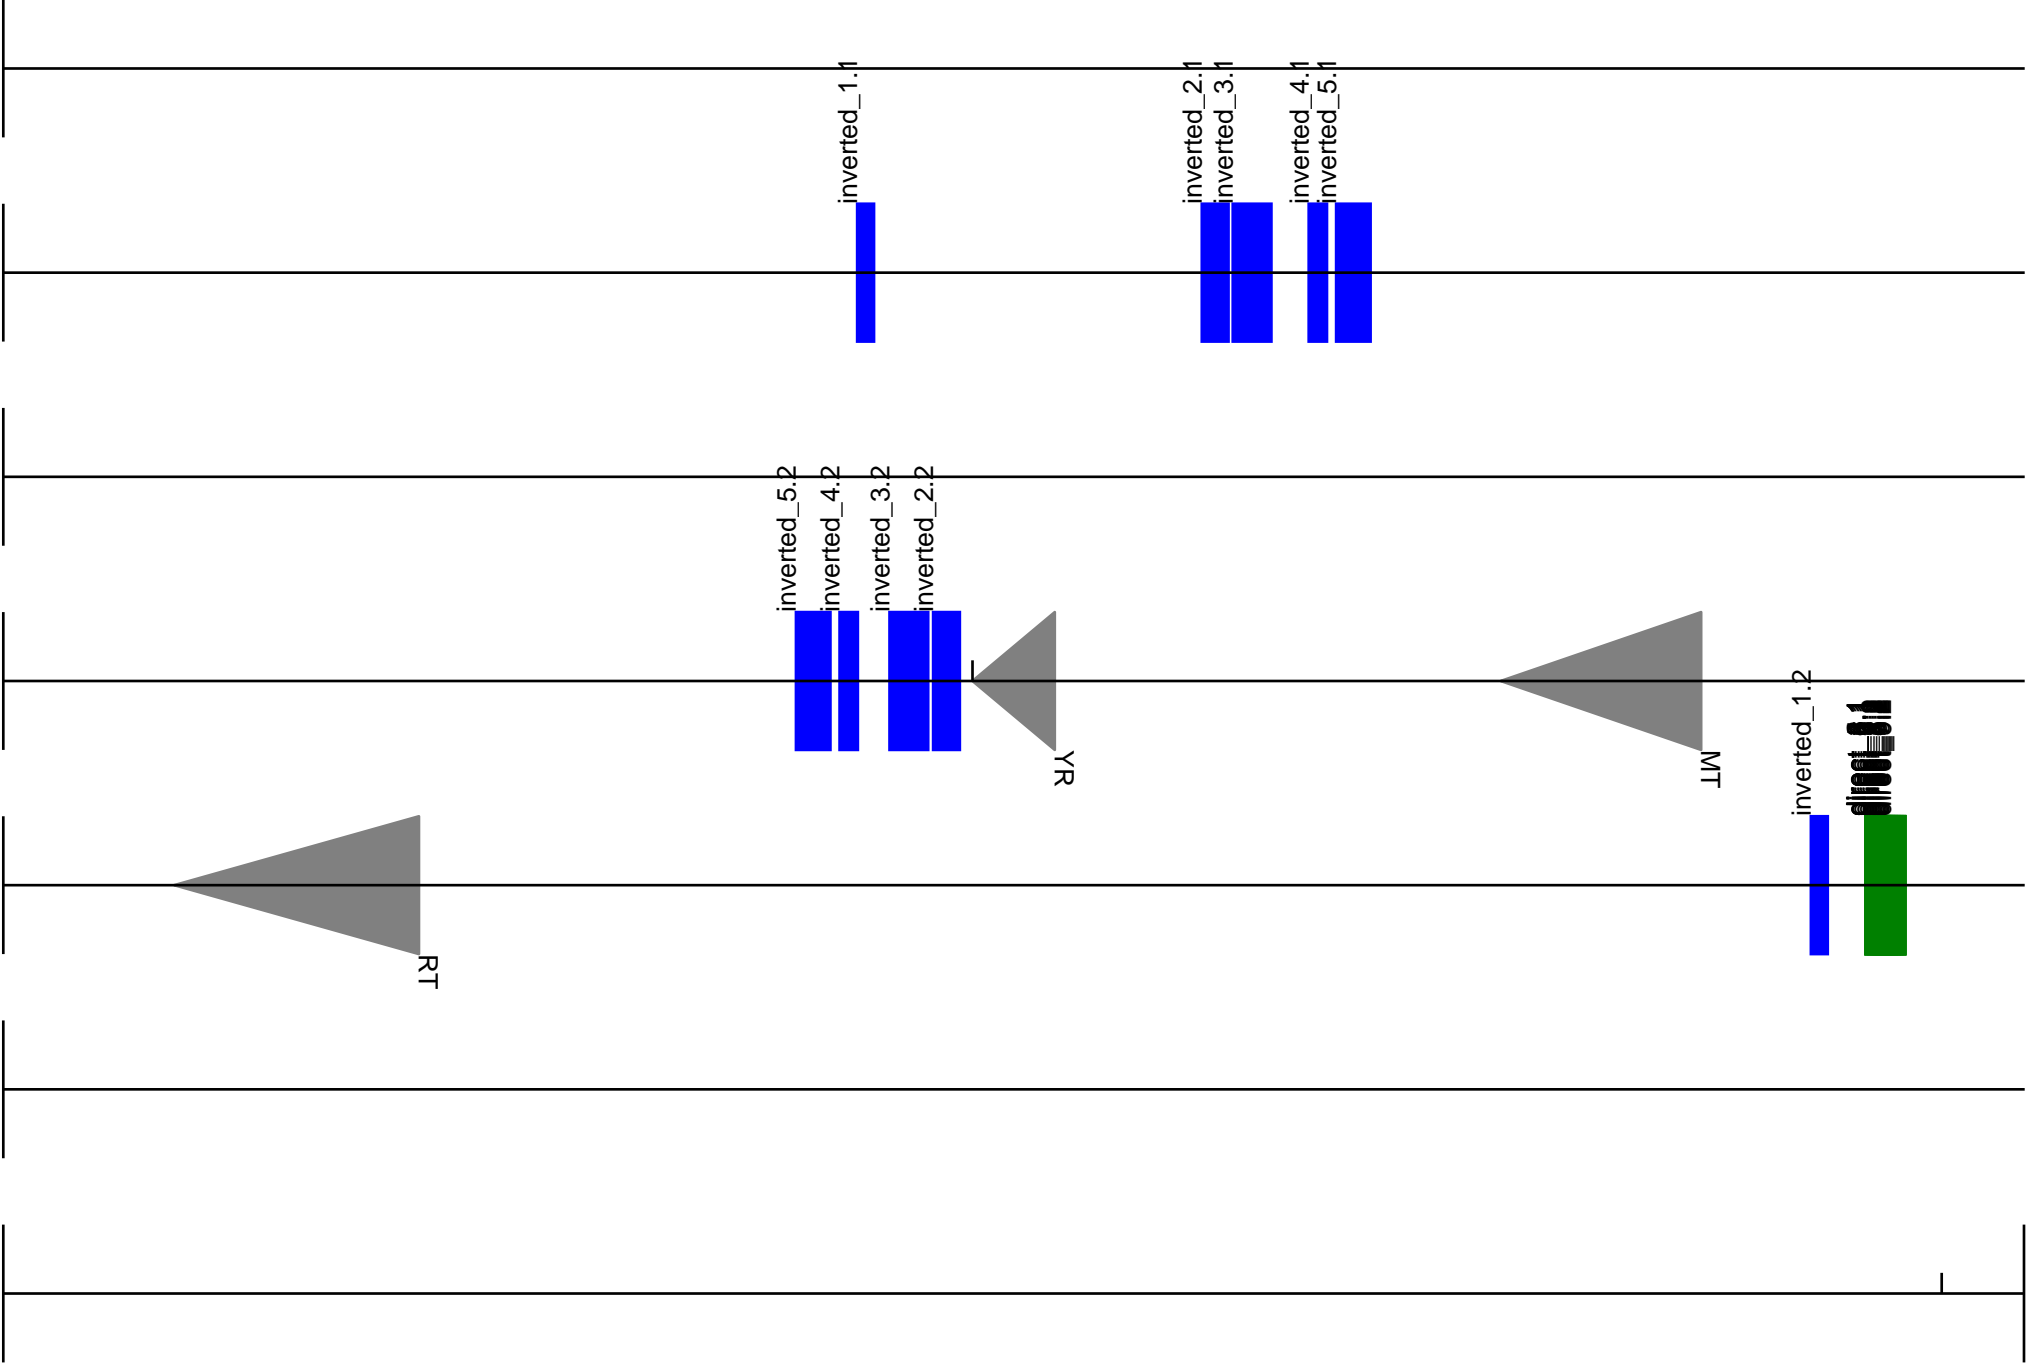 inverted_1.1
inverted_2.1
inverted_3.1
inverted_4.1
inverted_5.1
inverted_5.2
inverted_4.2
inverted_3.2
inverted_2.2
YR
MT
inverted_1.2
RT